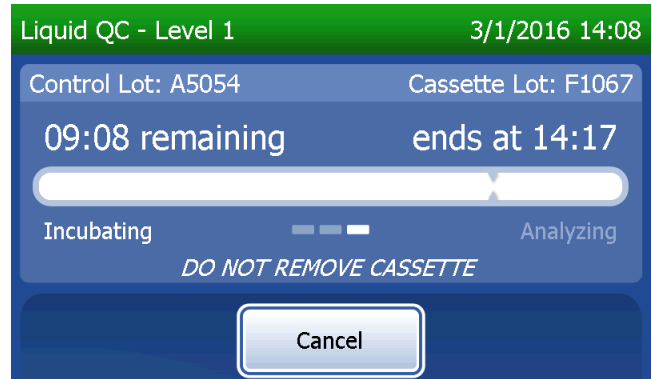 Liquid QC - Level 1 3/1/2016 14:08
Control Lot: A5054 Cassette Lot: F1067
09:08 remaining ends at 14:17
Incubating Analyzing
DO NOT REMOVE CASSETTE
Cancel